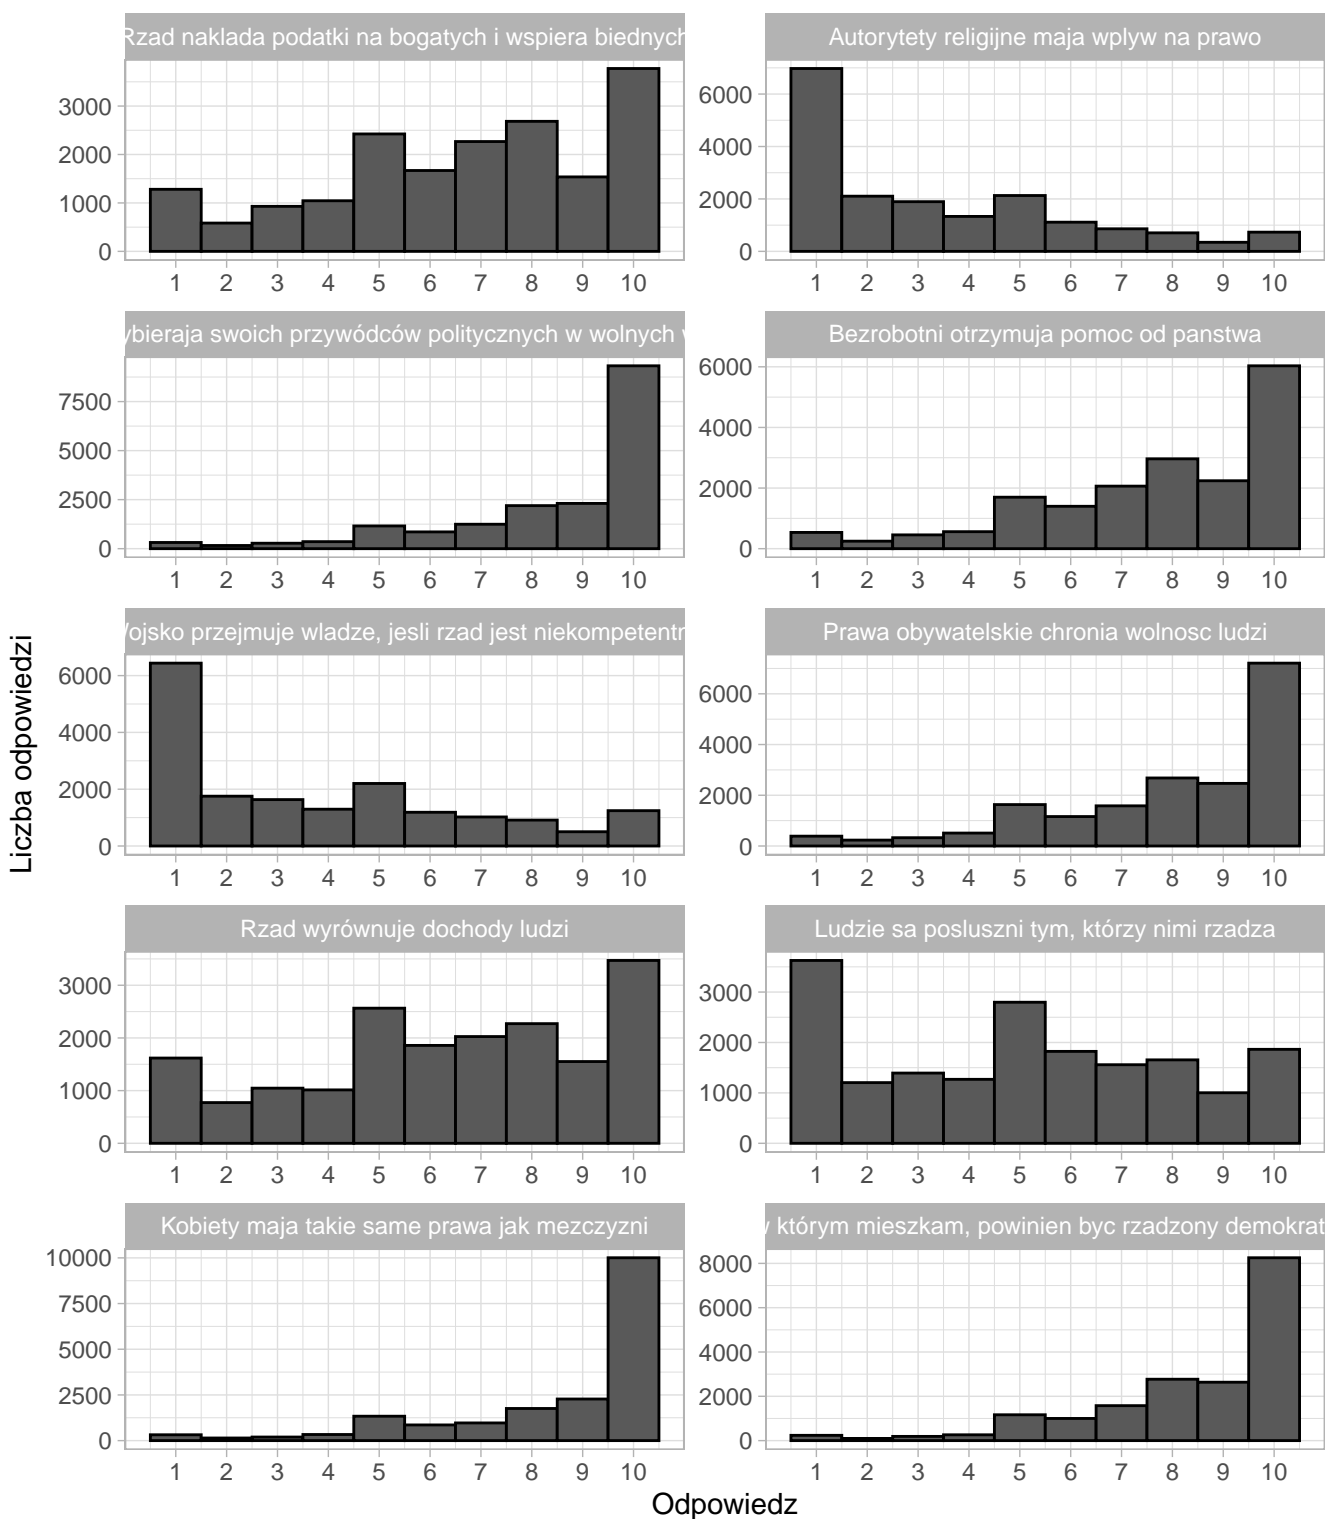 Rzad naklada podatki na bogatych i wspiera biednych
3000
2000
1000
0
1 2 3 4 5 6 7 8 9 10
Autorytety religijne maja wplyw na prawo
6000
4000
2000
0
1 2 3 4 5 6 7 8 9 10
swoich przywódców politycznych w wolnych
7500
5000
2500
0
1 2 3 4 5 6 7 8 9 10
Bezrobotni otrzymuja pomoc od panstwa
6000
4000
2000
0
1 2 3 4 5 6 7 8 9 10
przejmuje wladze, jesli rzad jest
6000
4000
2000
0
1 2 3 4 5 6 7 8 9 10
Prawa obywatelskie chronia wolnosc ludzi
6000
4000
2000
0
1 2 3 4 5 6 7 8 9 10
Liczba odpowiedzi
Rzad wyrównuje dochody ludzi
3000
2000
1000
0
1 2 3 4 5 6 7 8 9 10
Ludzie sa posluszni tym, którzy nimi rzadza
3000
2000
1000
0
1 2 3 4 5 6 7 8 9 10
Kobiety maja takie same prawa jak mezczyzni
10000
7500
5000
2500
0
1 2 3 4 5 6 7 8 9 10
którym mieszkam, powinien byc rzadzony
8000
6000
4000
2000
0
1 2 3 4 5 6 7 8 9 10
Odpowiedz